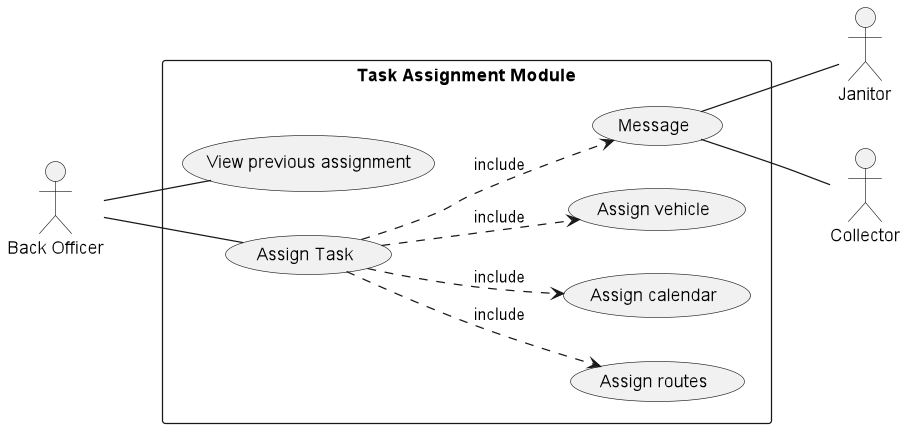 Task Assignment Module
Janitor
Message
View previous assignment
include
Assign vehicle
include
Back Officer
Collector
Assign Task
include
Assign calendar
include
Assign routes